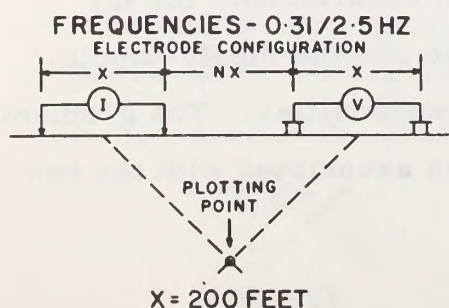 FREQUENCIES-0.31/2.5 HZ
ELECTRODE CONFIGURATION
X NX X
I V
PLOTTING
POINT
X = 200 FEET